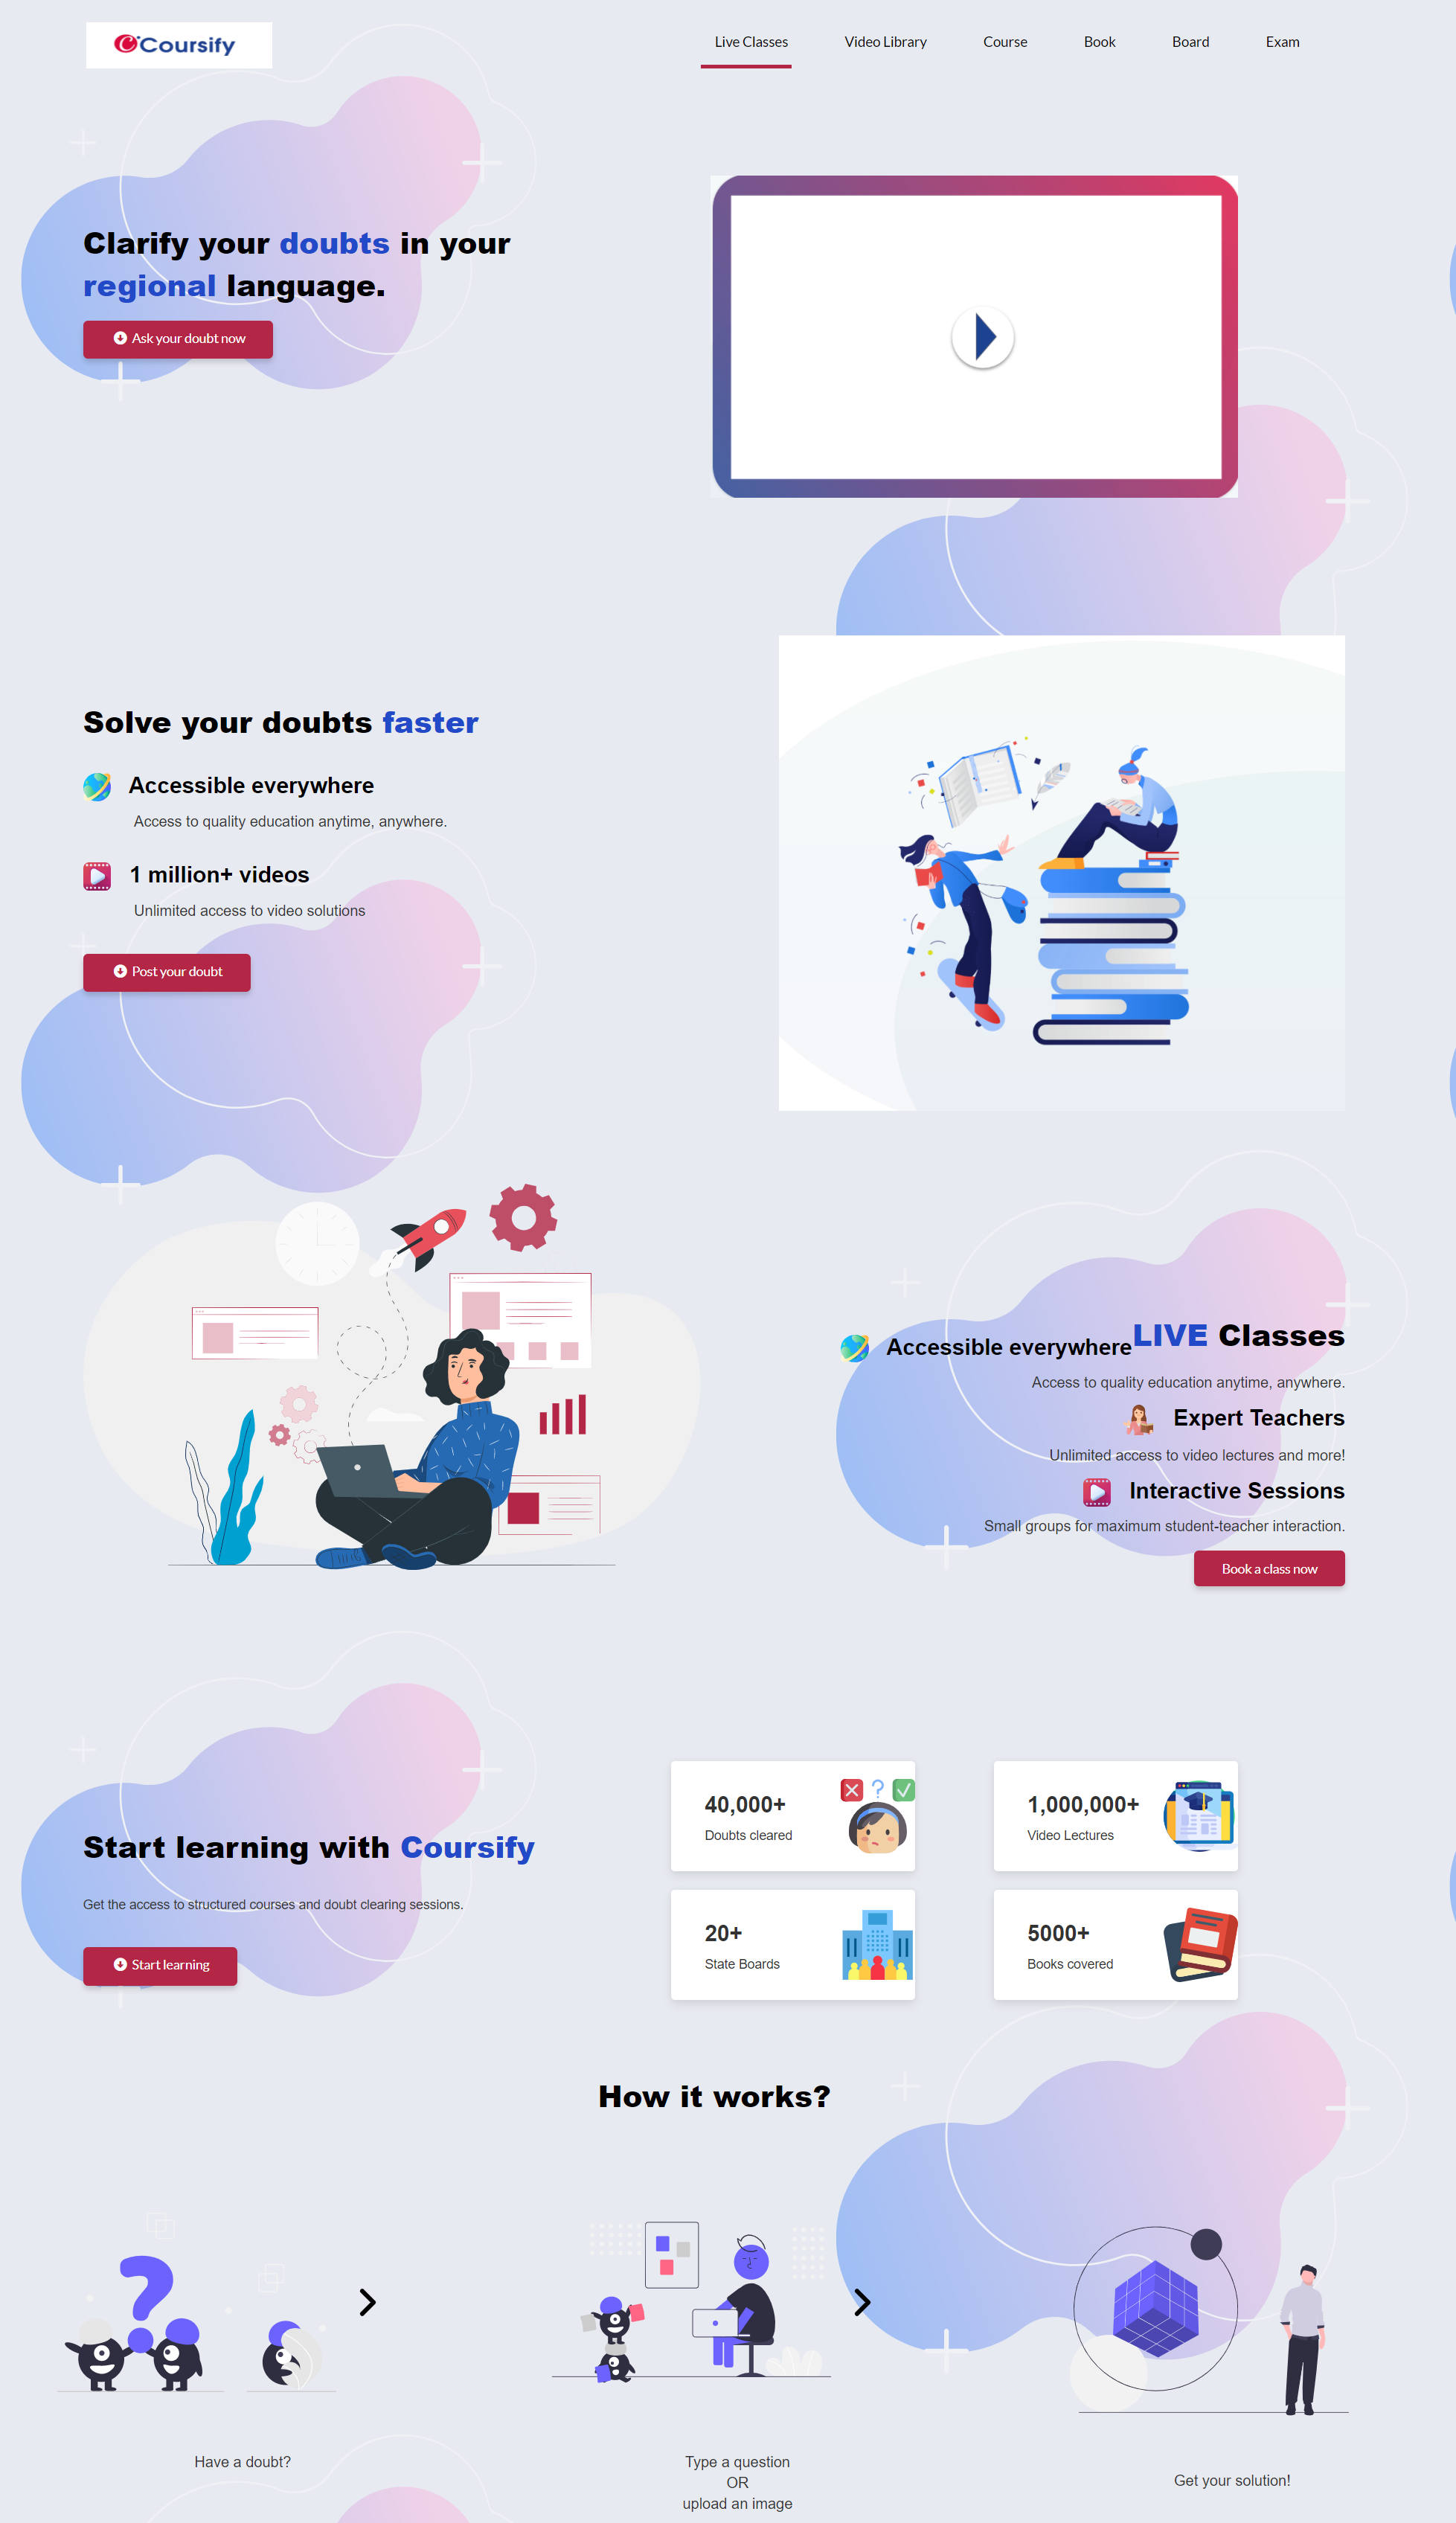 Coursify
Live Classes Video Library Course Book Board Exam
Clarify your doubts in your
regional language.
Ask your doubt now
Solve your doubts faster
Accessible everywhere
Access to quality education anytime, anywhere.
1 million+ videos
Unlimited access to video solutions
Post your doubt
LIVE Classes
Accessible everywhere
Access to quality education anytime, anywhere.
Expert Teachers
Unlimited access to video lectures and more!
Interactive Sessions
Small groups for maximum student-teacher interaction.
Book a class now
Start learning with Coursify
Get the access to structured courses and doubt clearing sessions.
Start learning
40,000+
Doubts cleared
1,000,000+
Video Lectures
20+
State Boards
5000+
Books covered
How it works?
Have a doubt?
Type a question
OR
upload an image
Get your solution!